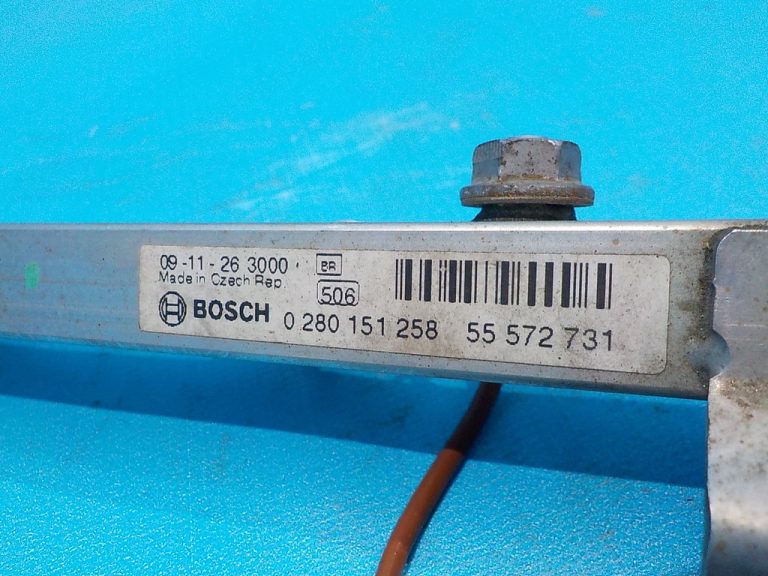 09-11-26 3000 BR
Made in Czech Rep.
506
BOSCH 0 280 151 258 55 572 731